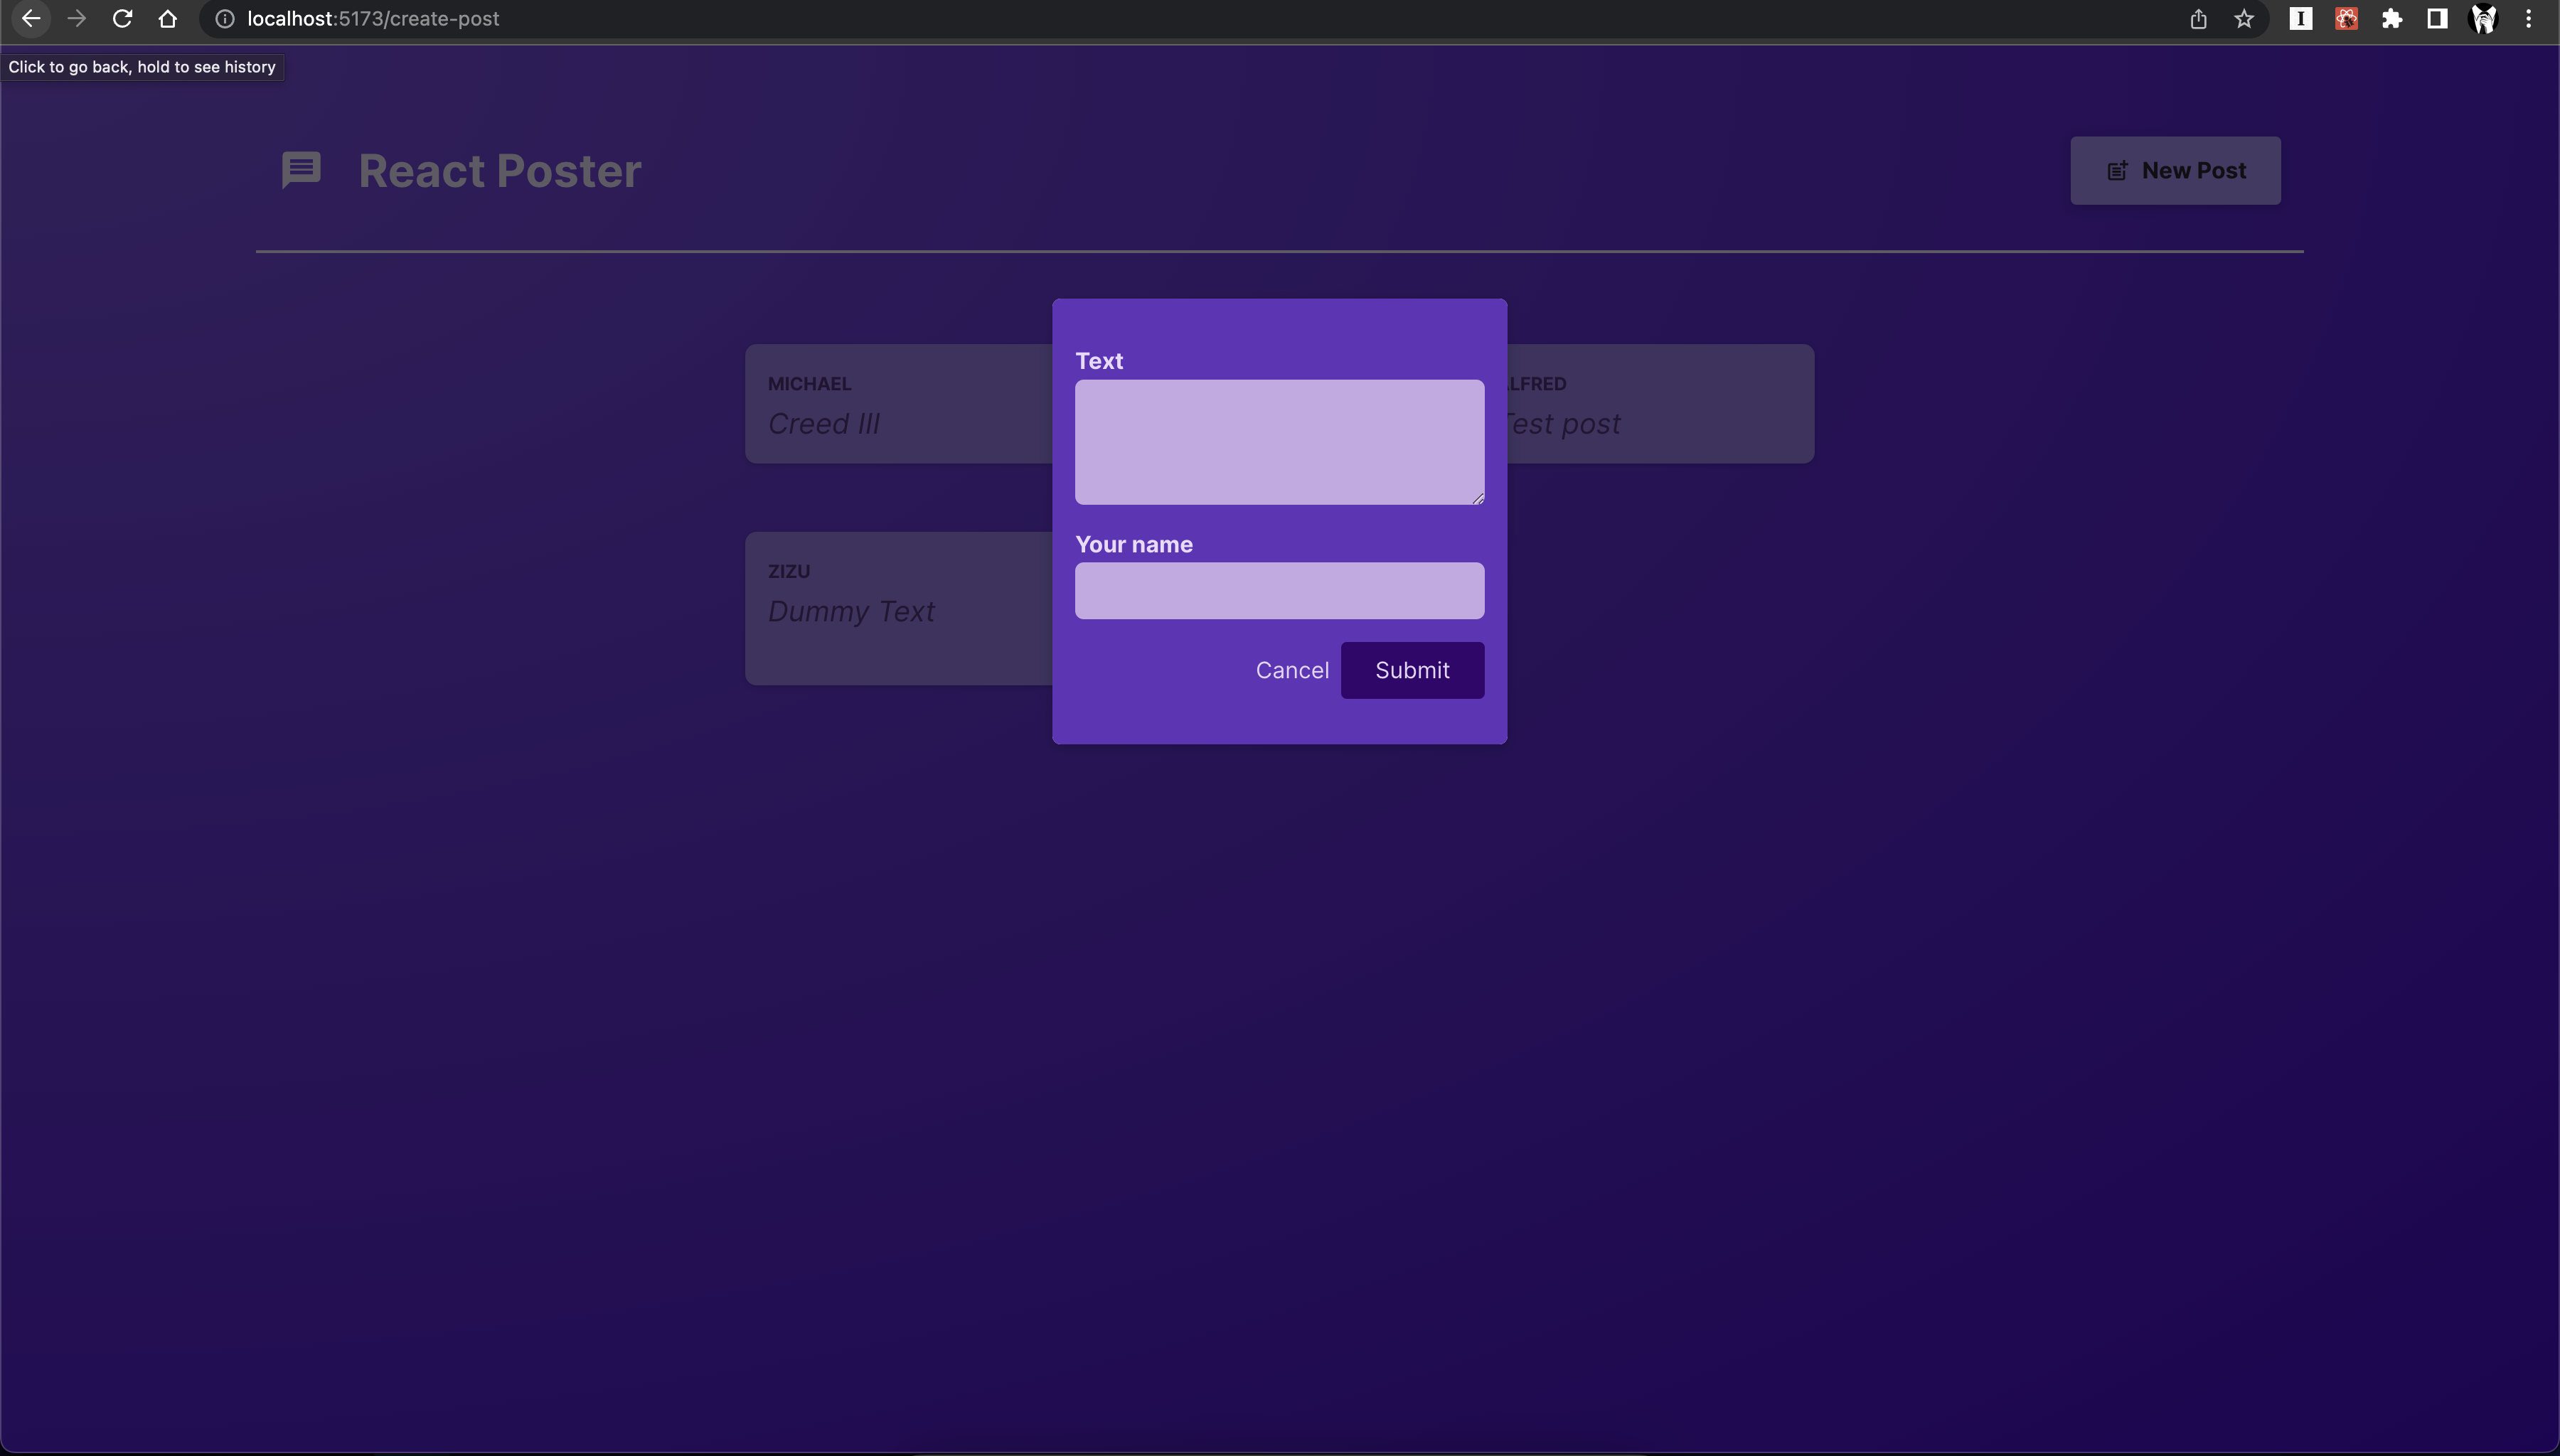 localhost:5173/create-post
Click to go back, hold to see history
React Poster
New Post
MICHAEL
Creed III
LFRED
Test post
ZIZU
Dummy Text
Text
Your name
Cancel
Submit